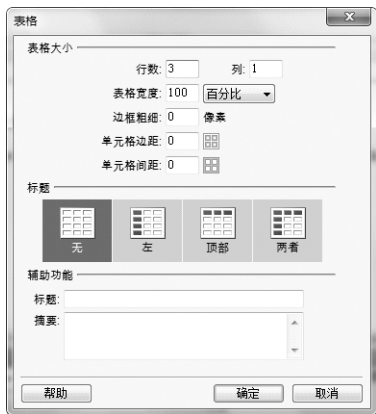 表格
表格大小
行数: 3 列: 1
表格宽度: 100 百分比
边框粗细: 0 像素
单元格边距: 0
单元格间距: 0
标题
无 左 顶部 两者
辅助功能
标题:
摘要:
帮助 确定 取消